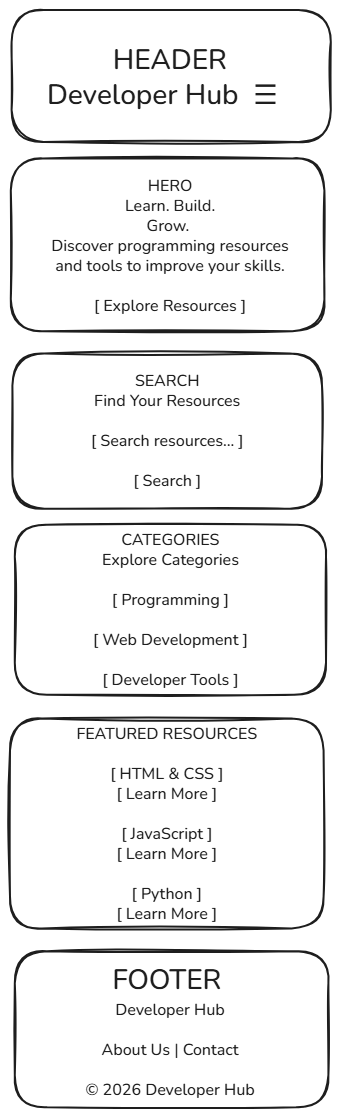 HEADER
Developer Hub ☰
HERO
Learn. Build.
Grow.
Discover programming resources
and tools to improve your skills.
[ Explore Resources ]
SEARCH
Find Your Resources
[ Search resources... ]
[ Search ]
CATEGORIES
Explore Categories
[ Programming ]
[ Web Development ]
[ Developer Tools ]
FEATURED RESOURCES
[ HTML & CSS ]
[ Learn More ]
[ JavaScript ]
[ Learn More ]
[ Python ]
[ Learn More ]
FOOTER
Developer Hub
About Us | Contact
© 2026 Developer Hub